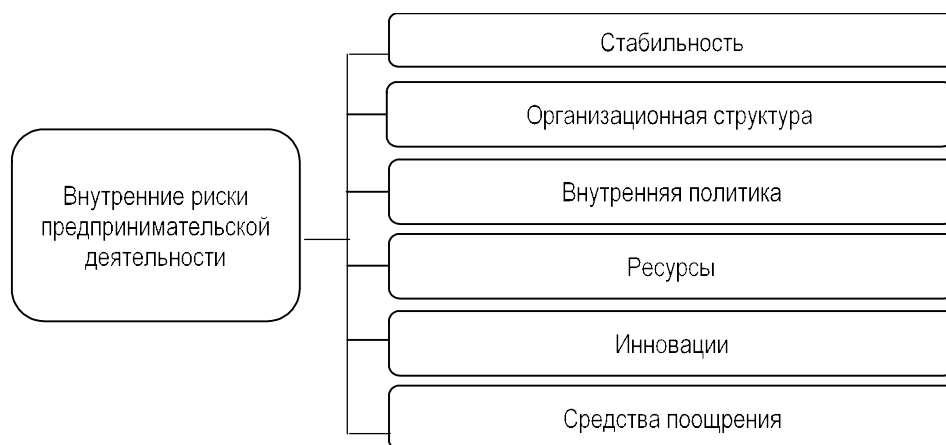 Стабильность
Организационная структура
Внутренние риски
предпринимательской
деятельности
Внутренняя политика
Ресурсы
Инновации
Средства поощрения